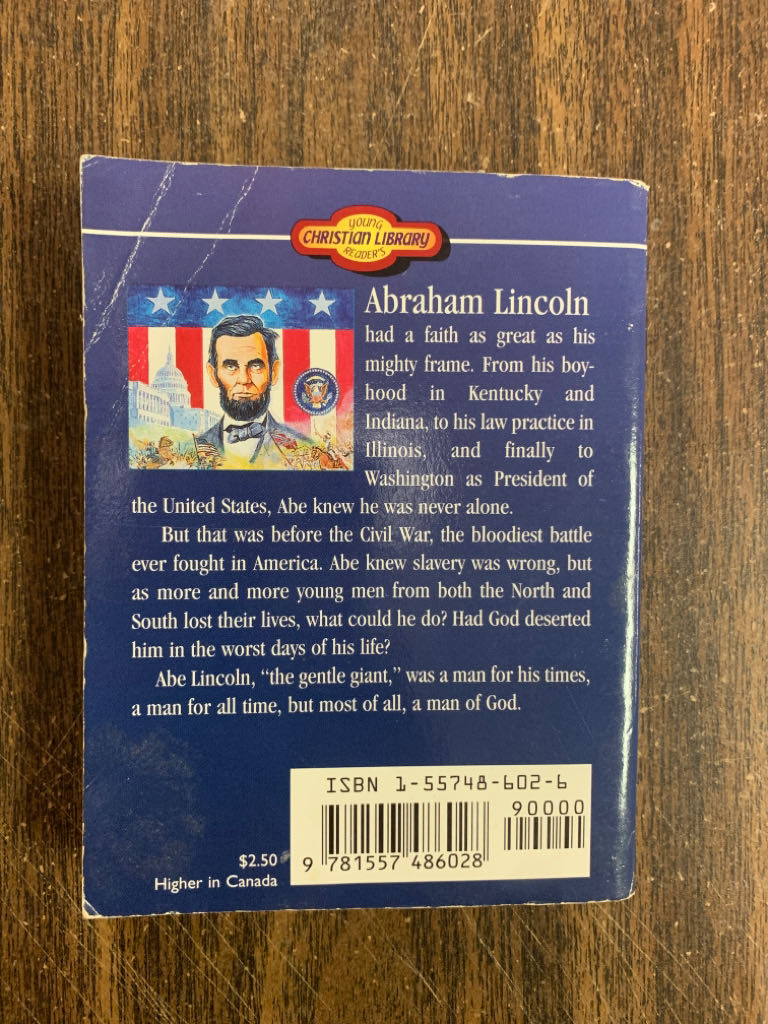 YOUNG
CHRISTIAN LIBRARY
READER'S
Abraham Lincoln
had a faith as great as his
mighty frame. From his boy-
hood in Kentucky and
Indiana, to his law practice in
Illinois, and finally to
Washington as President of
the United States, Abe knew he was never alone.
But that was before the Civil War, the bloodiest battle
ever fought in America. Abe knew slavery was wrong, but
as more and more young men from both the North and
South lost their lives, what could he do? Had God deserted
him in the worst days of his life?
Abe Lincoln, “the gentle giant,” was a man for his times,
a man for all time, but most of all, a man of God.
ISBN 1-55748-602-6
90000
9 781557 486028
$2.50
Higher in Canada